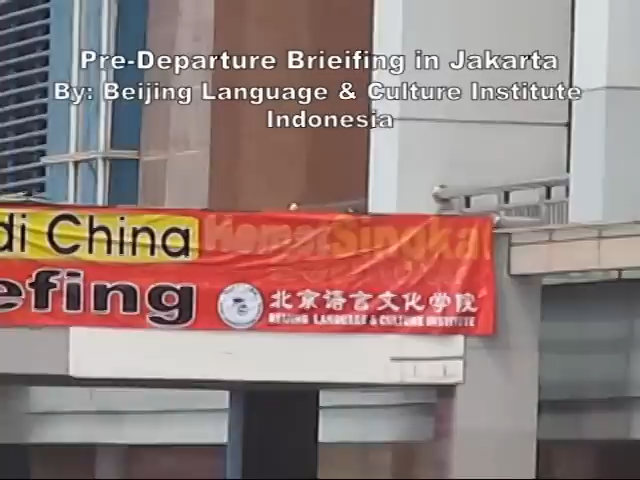 Pre-Departure Brieifing in Jakarta
By: Beijing Language & Culture Institute
Indonesia
di China
efing
北京语言文化学院
BEIJING LANGUAGE & CULTURE INSTITUTE